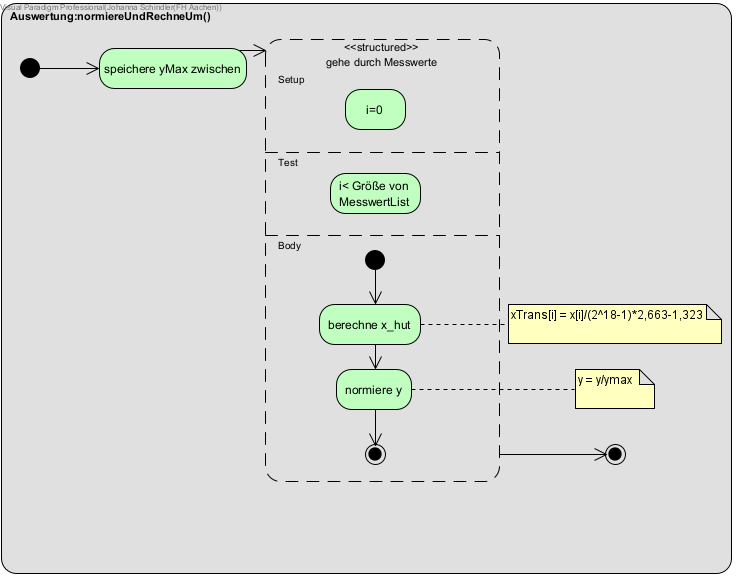 Visual Paradigm Professional(Johanna Schindler(FH Aachen))
Auswertung:normiereUndRechneUm()
speichere yMax zwischen
<<structured>>
gehe durch Messwerte
Setup
i=0
Test
i< Größe von
MesswertList
Body
berechne x_hut
xTrans[i] = x[i]/(2^18-1)*2,663-1,323
normiere y
y = y/ymax